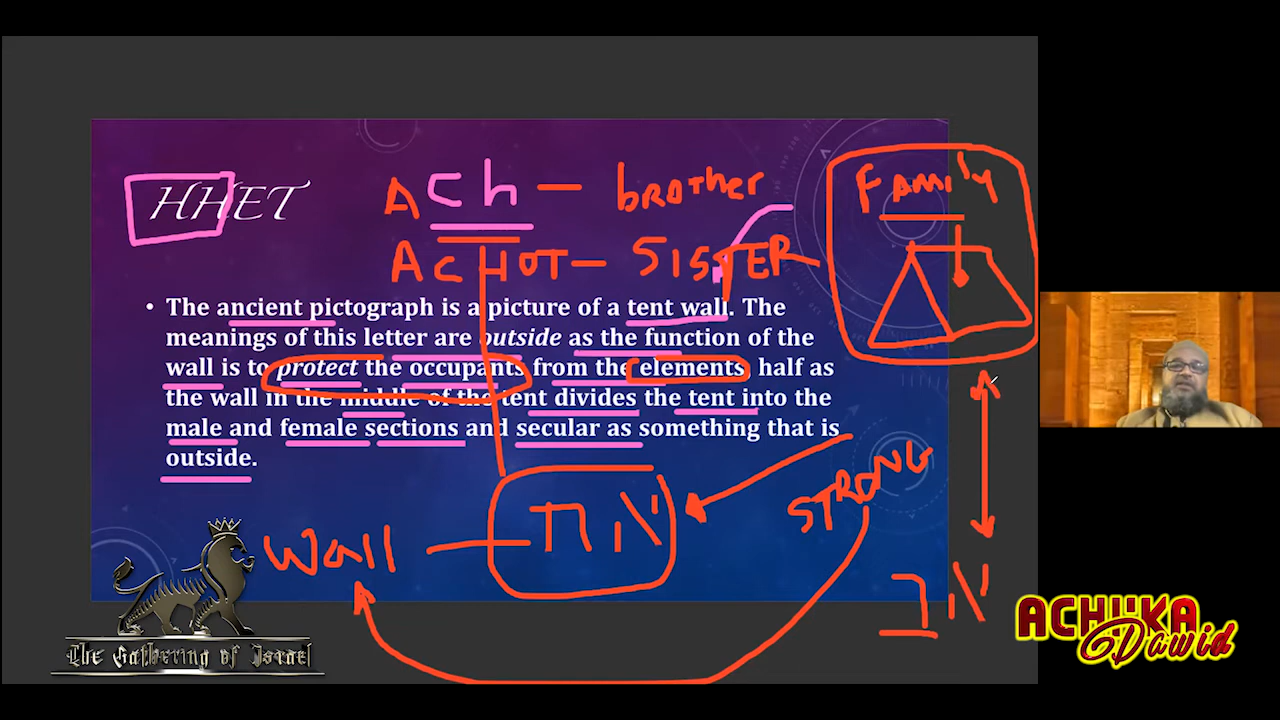 HHET
ACh — brother
ACHOT — SISTER
Family
• The ancient pictograph is a picture of a tent wall. The
meanings of this letter are outside as the function of the
wall is to protect the occupants from the elements, half as
the wall in the middle of the tent divides the tent into the
male and female sections and secular as something that is
outside.
STRONG
Wall — אח
אב
The Gathering of Israel
ACHUKA
Dawid